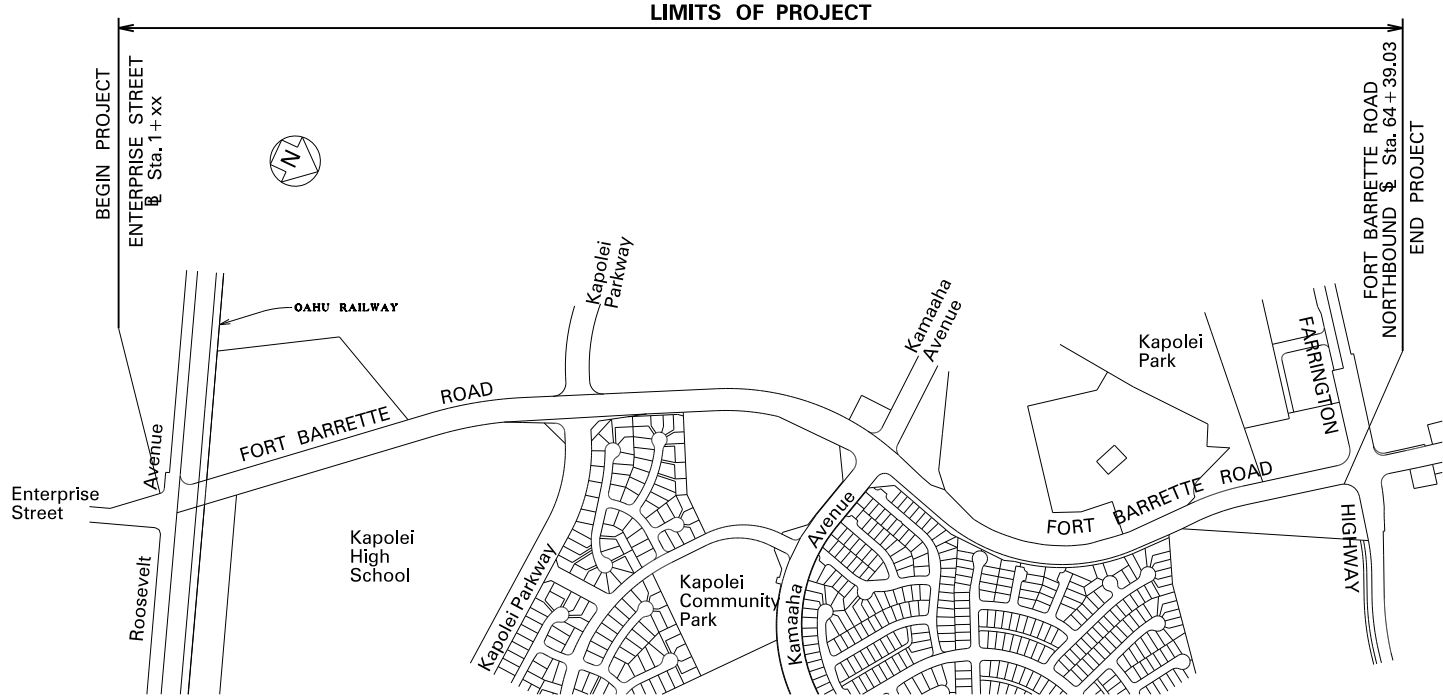 LIMITS OF PROJECT
BEGIN PROJECT
ENTERPRISE STREET
BL Sta. 1+xx
N
FORT BARRETTE ROAD
NORTHBOUND SL Sta. 64+39.03
END PROJECT
OAHU RAILWAY
Kapolei
Parkway
Kamaaha
Avenue
Kapolei
Park
FARRINGTON
HIGHWAY
FORT BARRETTE ROAD
Avenue
Roosevelt
Enterprise
Street
Kapolei
High
School
Kapolei Parkway
Kapolei
Community
Park
Kamaaha Avenue
FORT BARRETTE ROAD